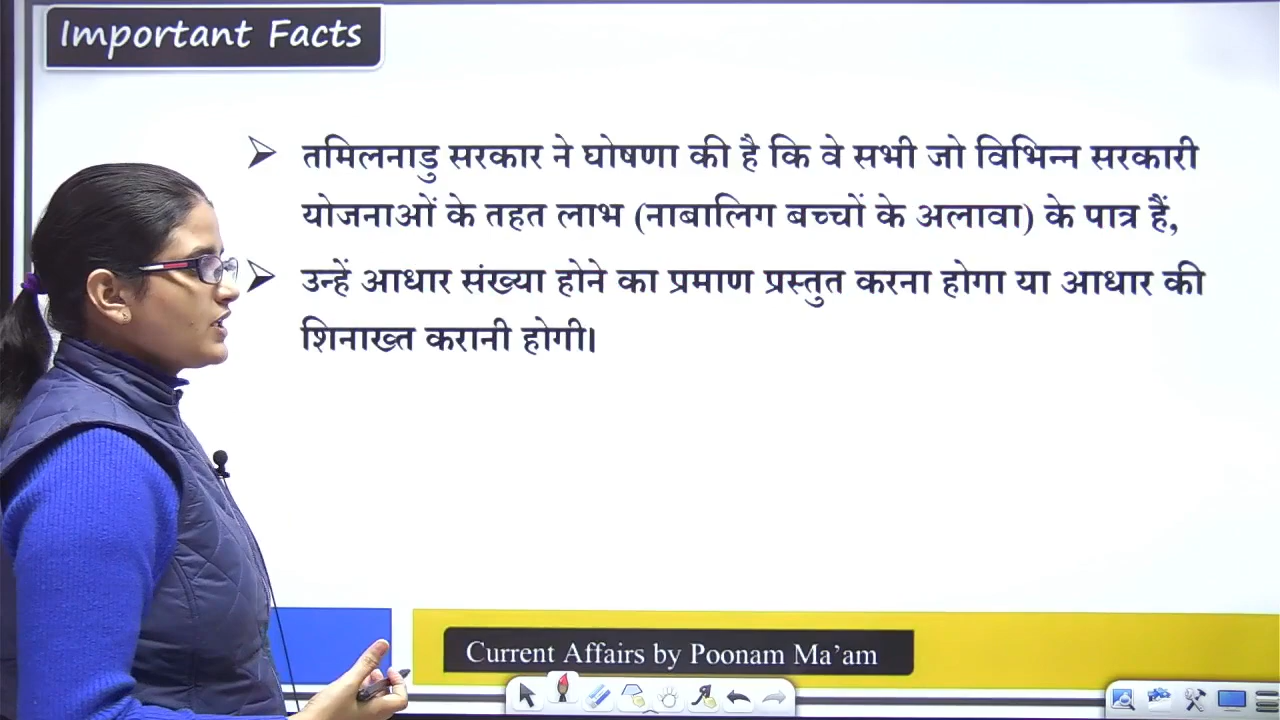 Important Facts
तमिलनाडु सरकार ने घोषणा की है कि वे सभी जो विभिन्न सरकारी
योजनाओं के तहत लाभ (नाबालिग बच्चों के अलावा) के पात्र हैं,
उन्हें आधार संख्या होने का प्रमाण प्रस्तुत करना होगा या आधार की
शिनाख्त करानी होगी।
Current Affairs by Poonam Ma’am